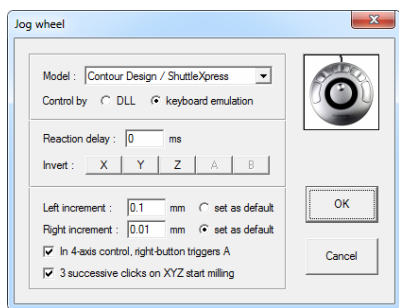 Jog wheel
Model : Contour Design / ShuttleXpress
Control by DLL keyboard emulation
Reaction delay : 0 ms
Invert : X Y Z A B
Left increment : 0.1 mm set as default
Right increment : 0.01 mm set as default
In 4-axis control, right-button triggers A
3 successive clicks on XYZ start milling
OK
Cancel